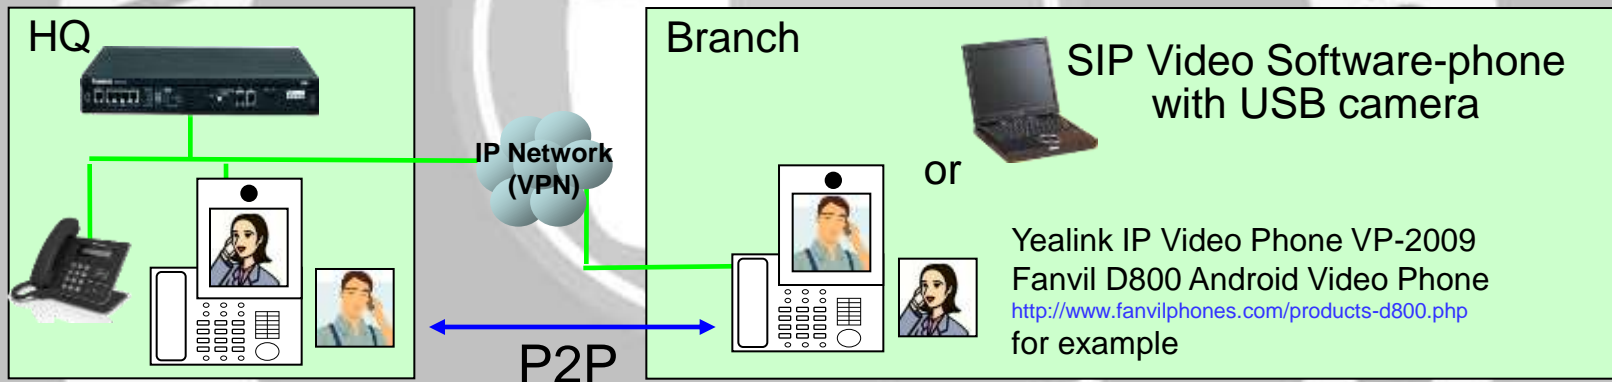 HQ
IP Network
(VPN)
P2P
Branch
SIP Video Software-phone
with USB camera
or
Yealink IP Video Phone VP-2009
Fanvil D800 Android Video Phone
http://www.fanvilphones.com/products-d800.php
for example